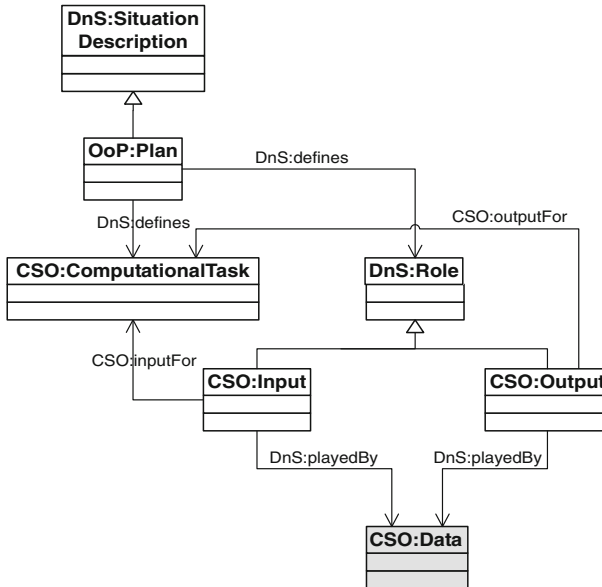 DnS:Situation
Description
OoP:Plan
DnS:defines
DnS:defines
CSO:outputFor
CSO:ComputationalTask
DnS:Role
CSO:inputFor
CSO:Input
CSO:Output
DnS:playedBy
DnS:playedBy
CSO:Data